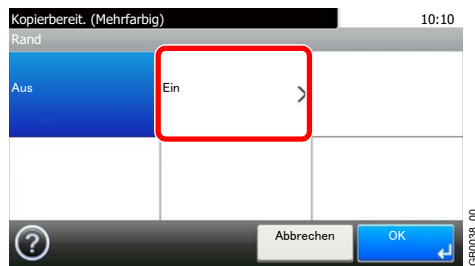 Kopierbereit. (Mehrfarbig) 10:10
Rand
Aus
Ein
?
Abbrechen
OK
GB0038_00